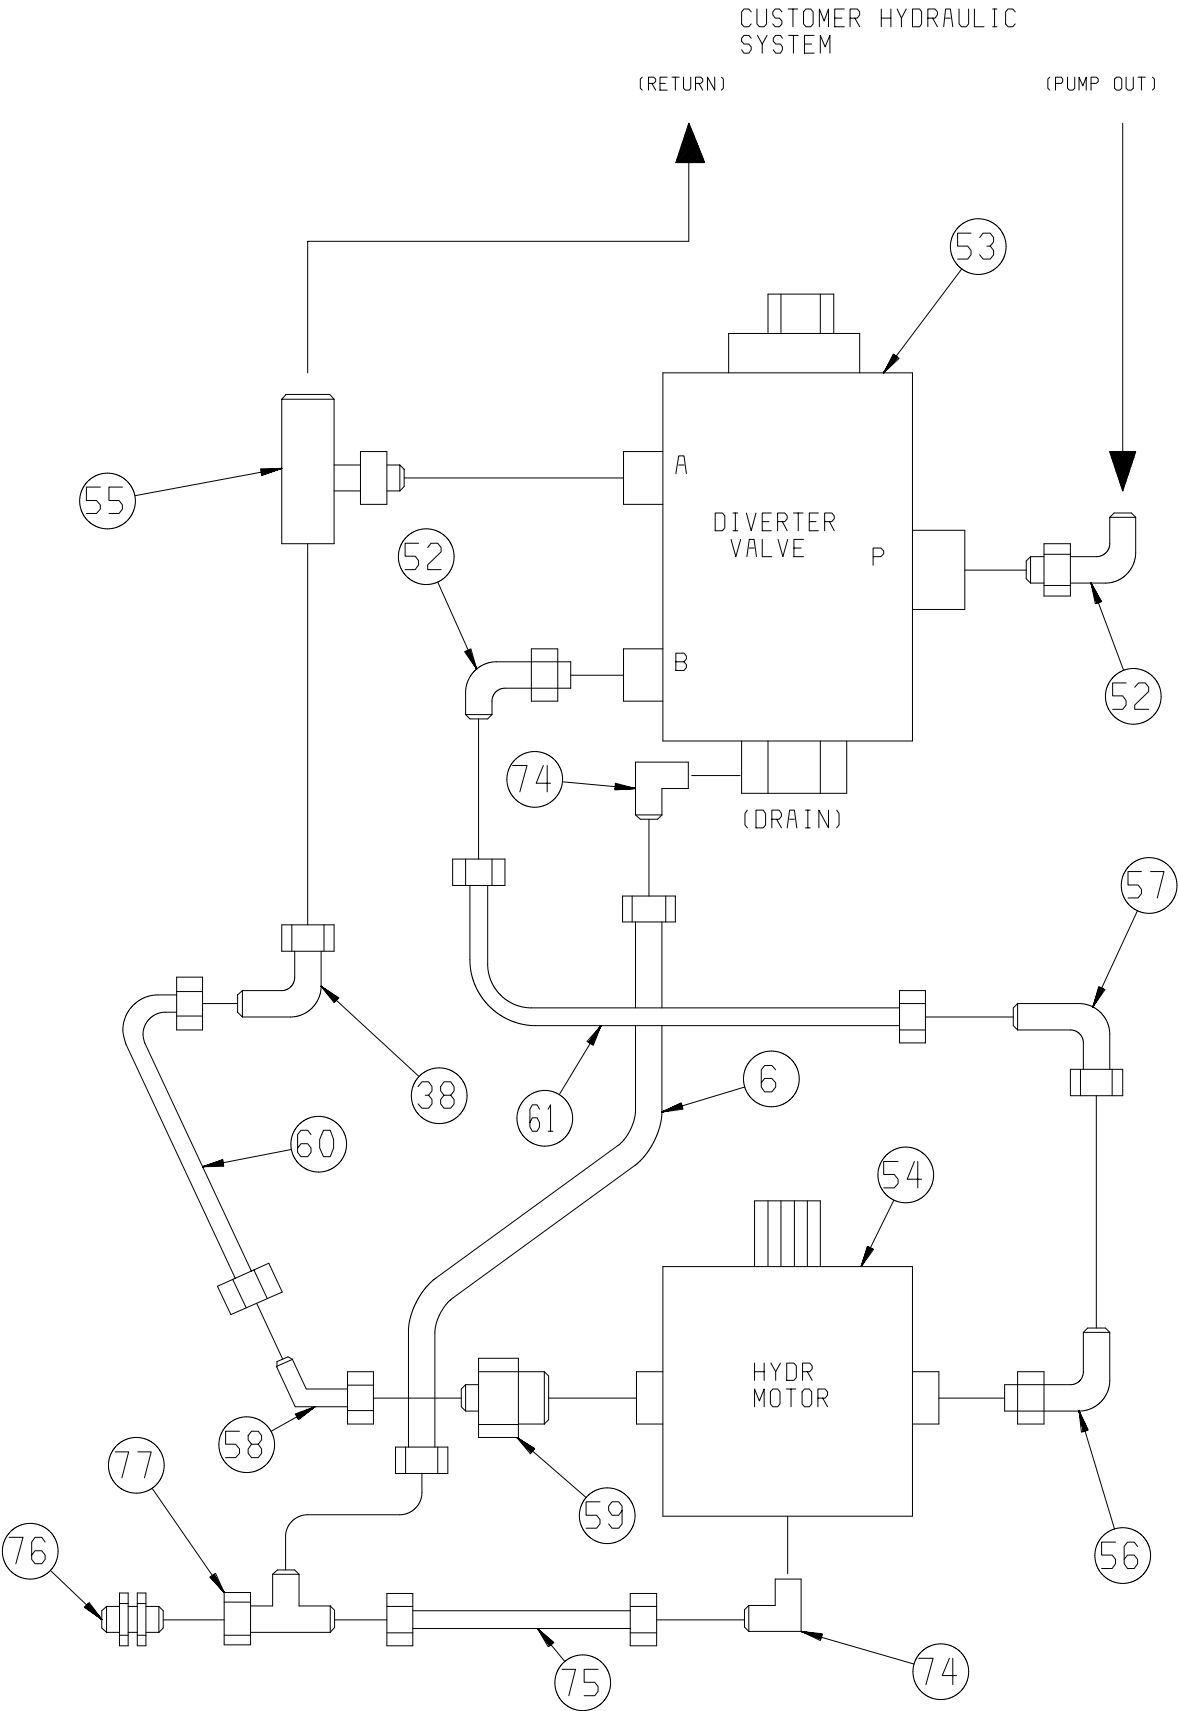 CUSTOMER HYDRAULIC
SYSTEM
(RETURN)
(PUMP OUT)
53
A
55
DIVERTER
VALVE
P
52
B
52
74
(DRAIN)
57
38
6
61
60
54
HYDR
MOTOR
58
77
59
76
56
75
74